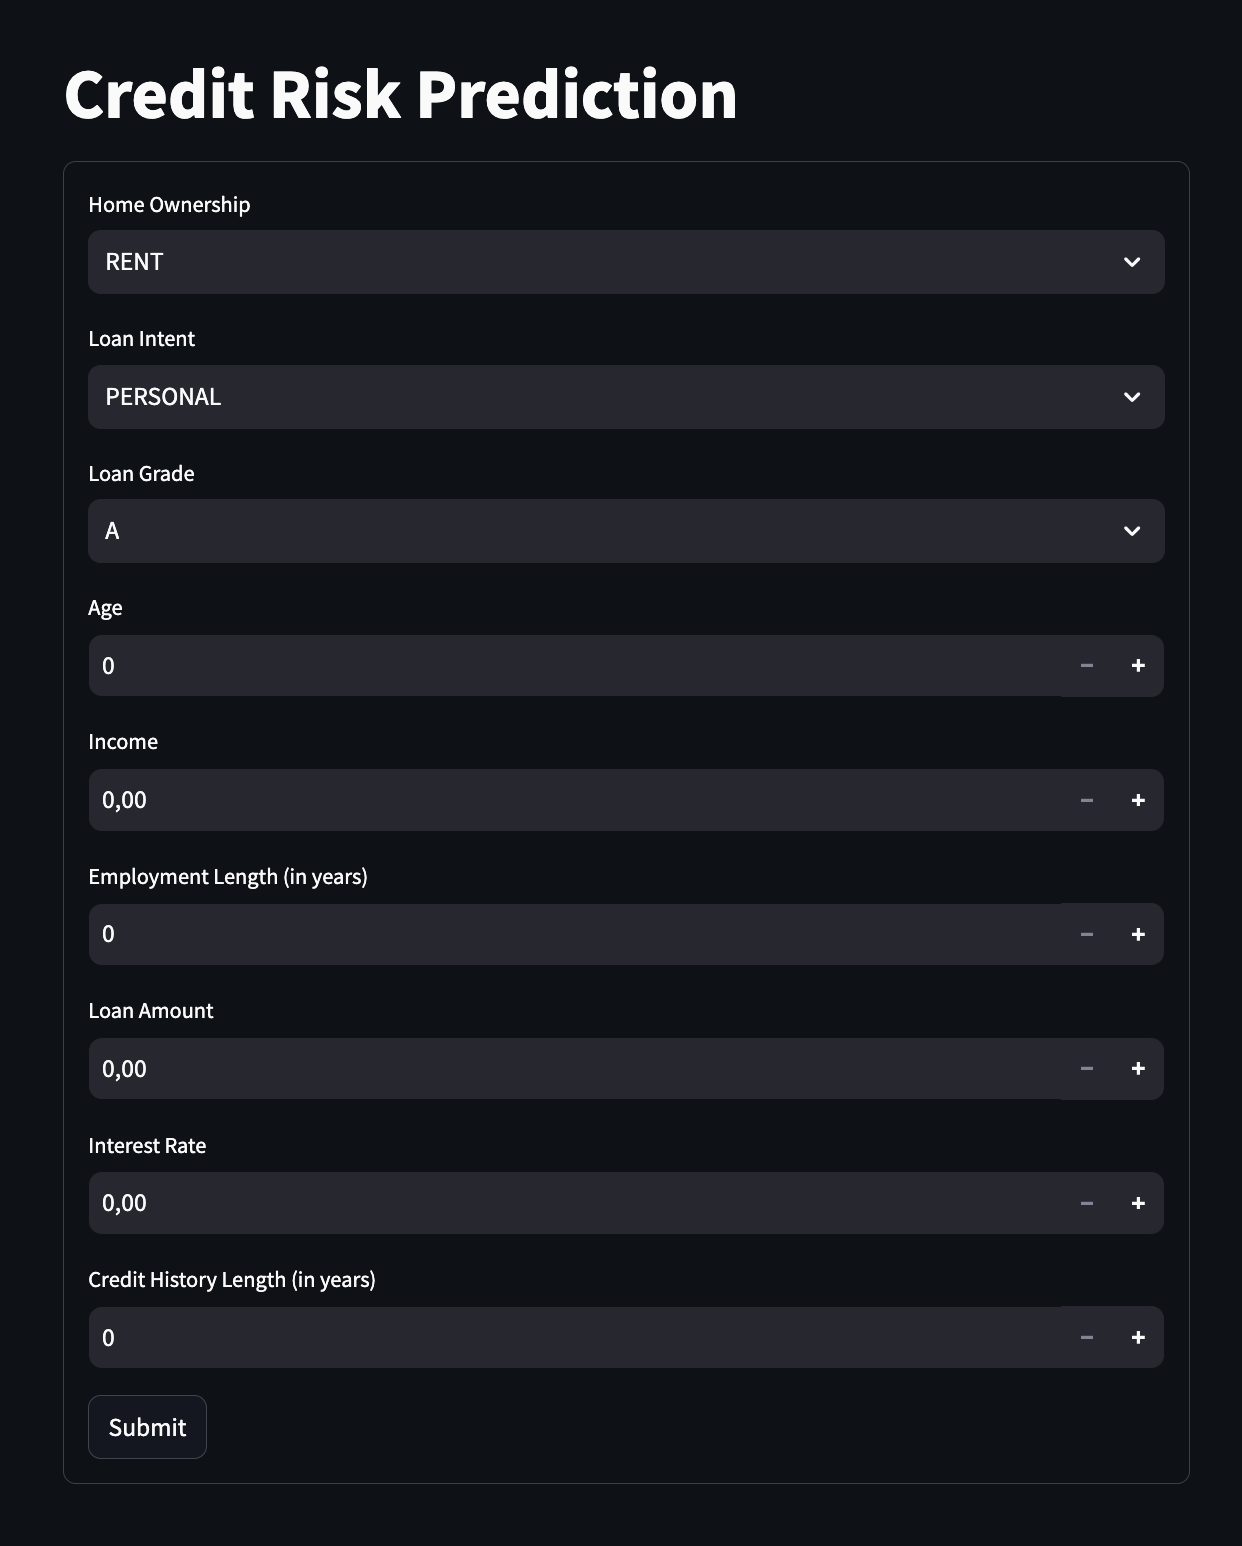 Credit Risk Prediction
Home Ownership
RENT
Loan Intent
PERSONAL
Loan Grade
A
Age
0
Income
0,00
Employment Length (in years)
0
Loan Amount
0,00
Interest Rate
0,00
Credit History Length (in years)
0
Submit